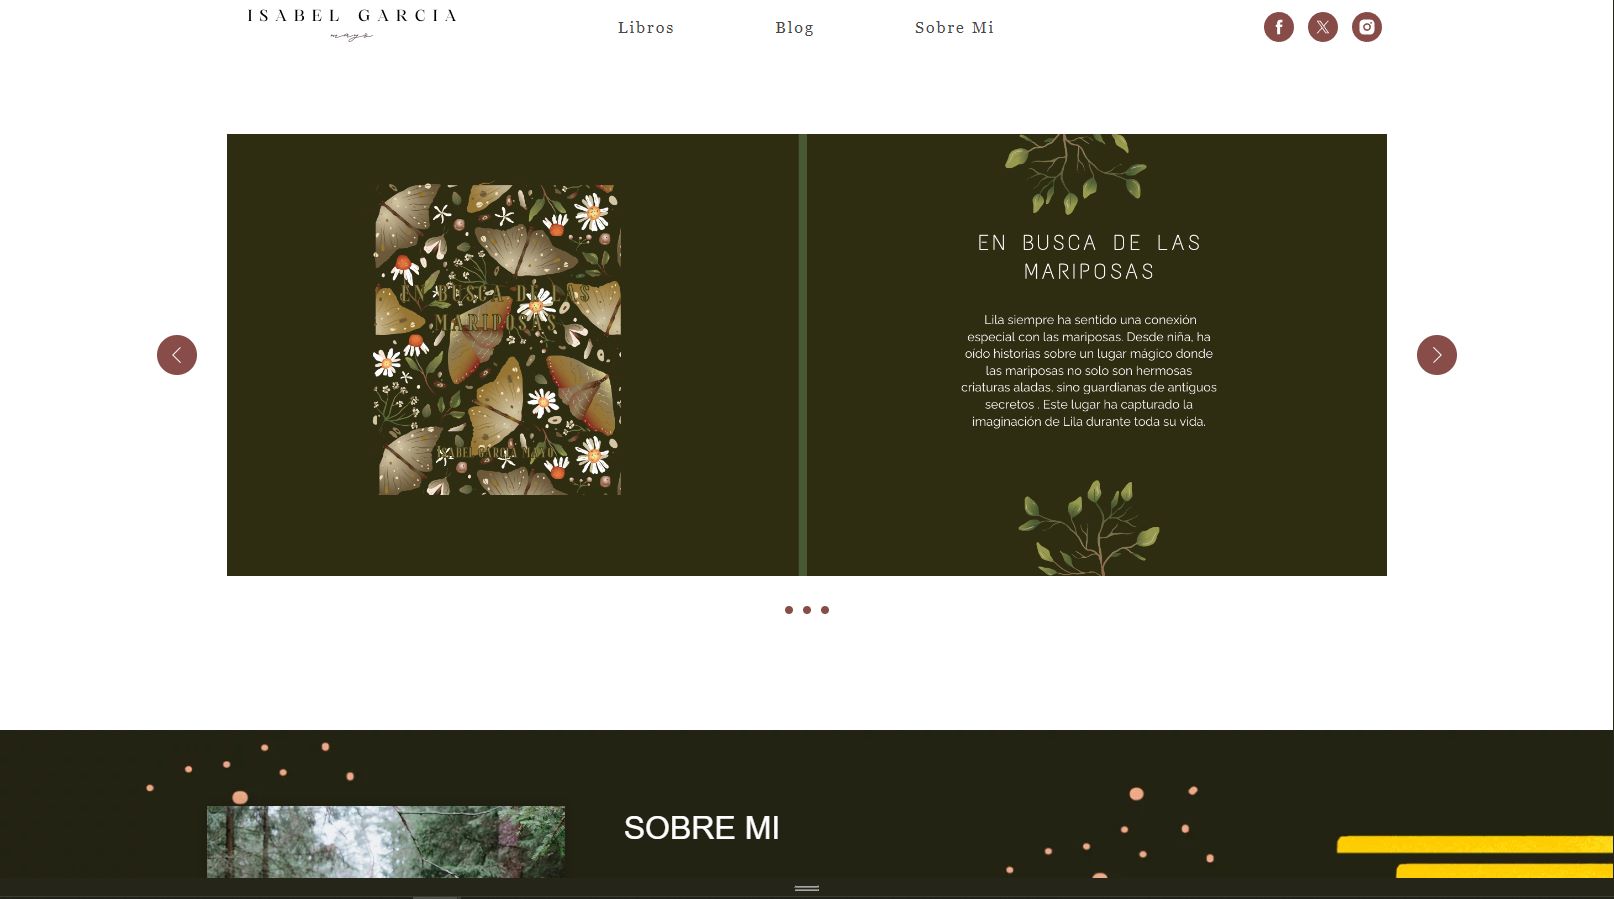 ISABEL GARCIA
mayo
Libros
Blog
Sobre Mi
EN BUSCA DE LAS
MARIPOSAS
ISABEL GARCIA MAYO
EN BUSCA DE LAS
MARIPOSAS
Lila siempre ha sentido una conexión
especial con las mariposas. Desde niña, ha
oído historias sobre un lugar mágico donde
las mariposas no solo son hermosas
criaturas aladas, sino guardianas de antiguos
secretos . Este lugar ha capturado la
imaginación de Lila durante toda su vida.
SOBRE MI